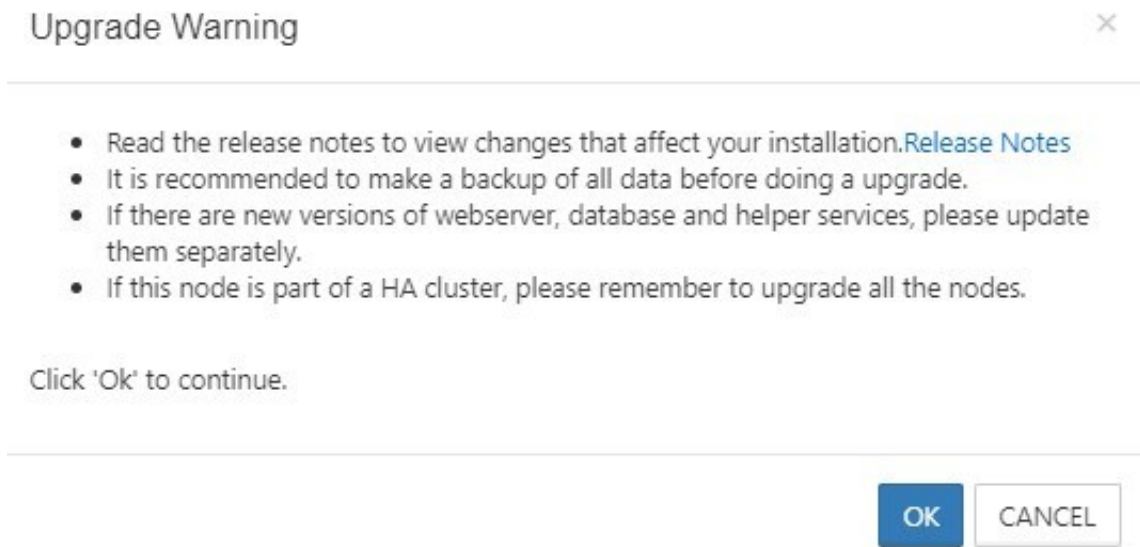 Upgrade Warning
×
• Read the release notes to view changes that affect your installation.Release Notes
• It is recommended to make a backup of all data before doing a upgrade.
• If there are new versions of webserver, database and helper services, please update
them separately.
• If this node is part of a HA cluster, please remember to upgrade all the nodes.
Click 'Ok' to continue.
OK CANCEL